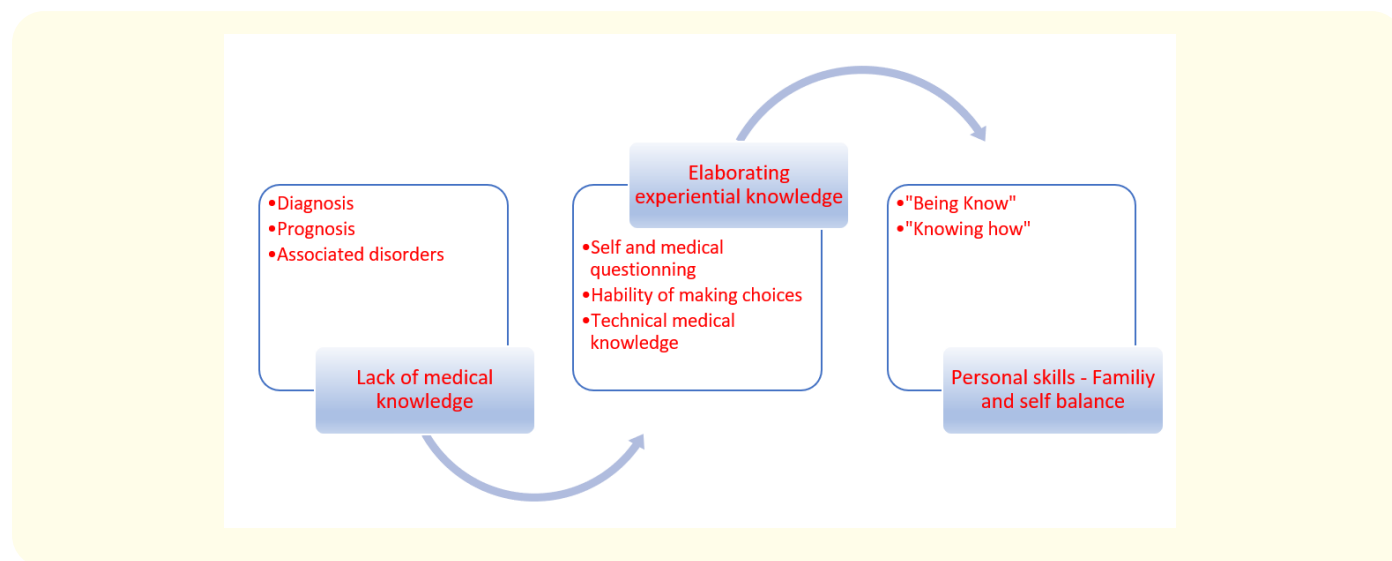 •Diagnosis
•Prognosis
•Associated disorders
Lack of medical
knowledge
Elaborating
experiential knowledge
•Self and medical
questionning
•Hability of making choices
•Technical medical
knowledge
•"Being Know"
•"Knowing how"
Personal skills - Familiy
and self balance